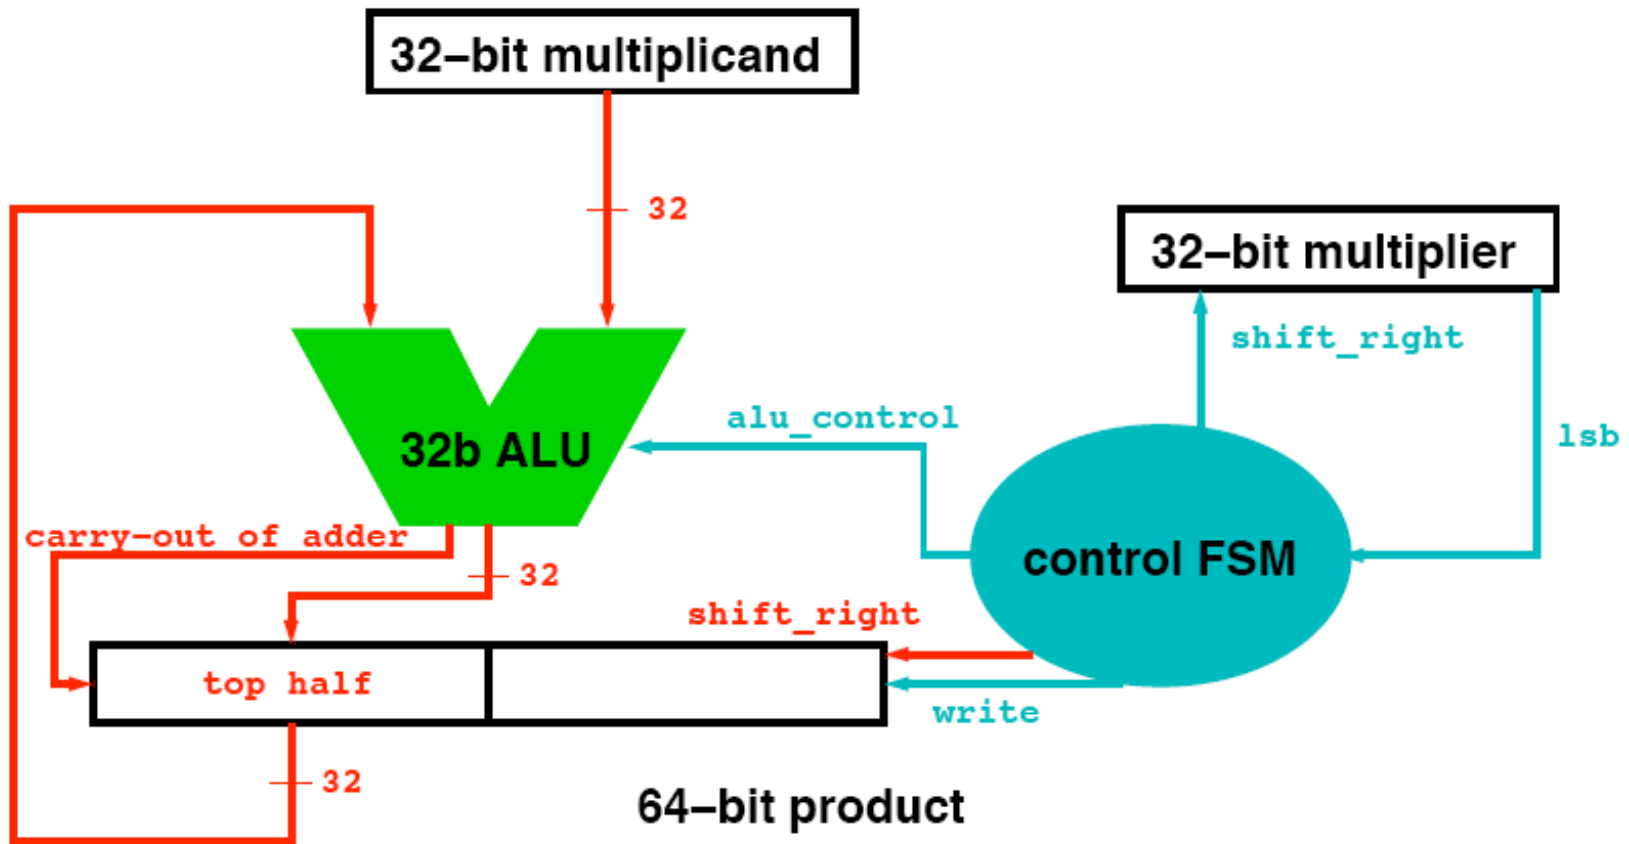 32–bit multiplicand
32
32–bit multiplier
shift_right
alu_control
lsb
32b ALU
carry–out of adder
control FSM
32
shift_right
top half
write
32
64–bit product